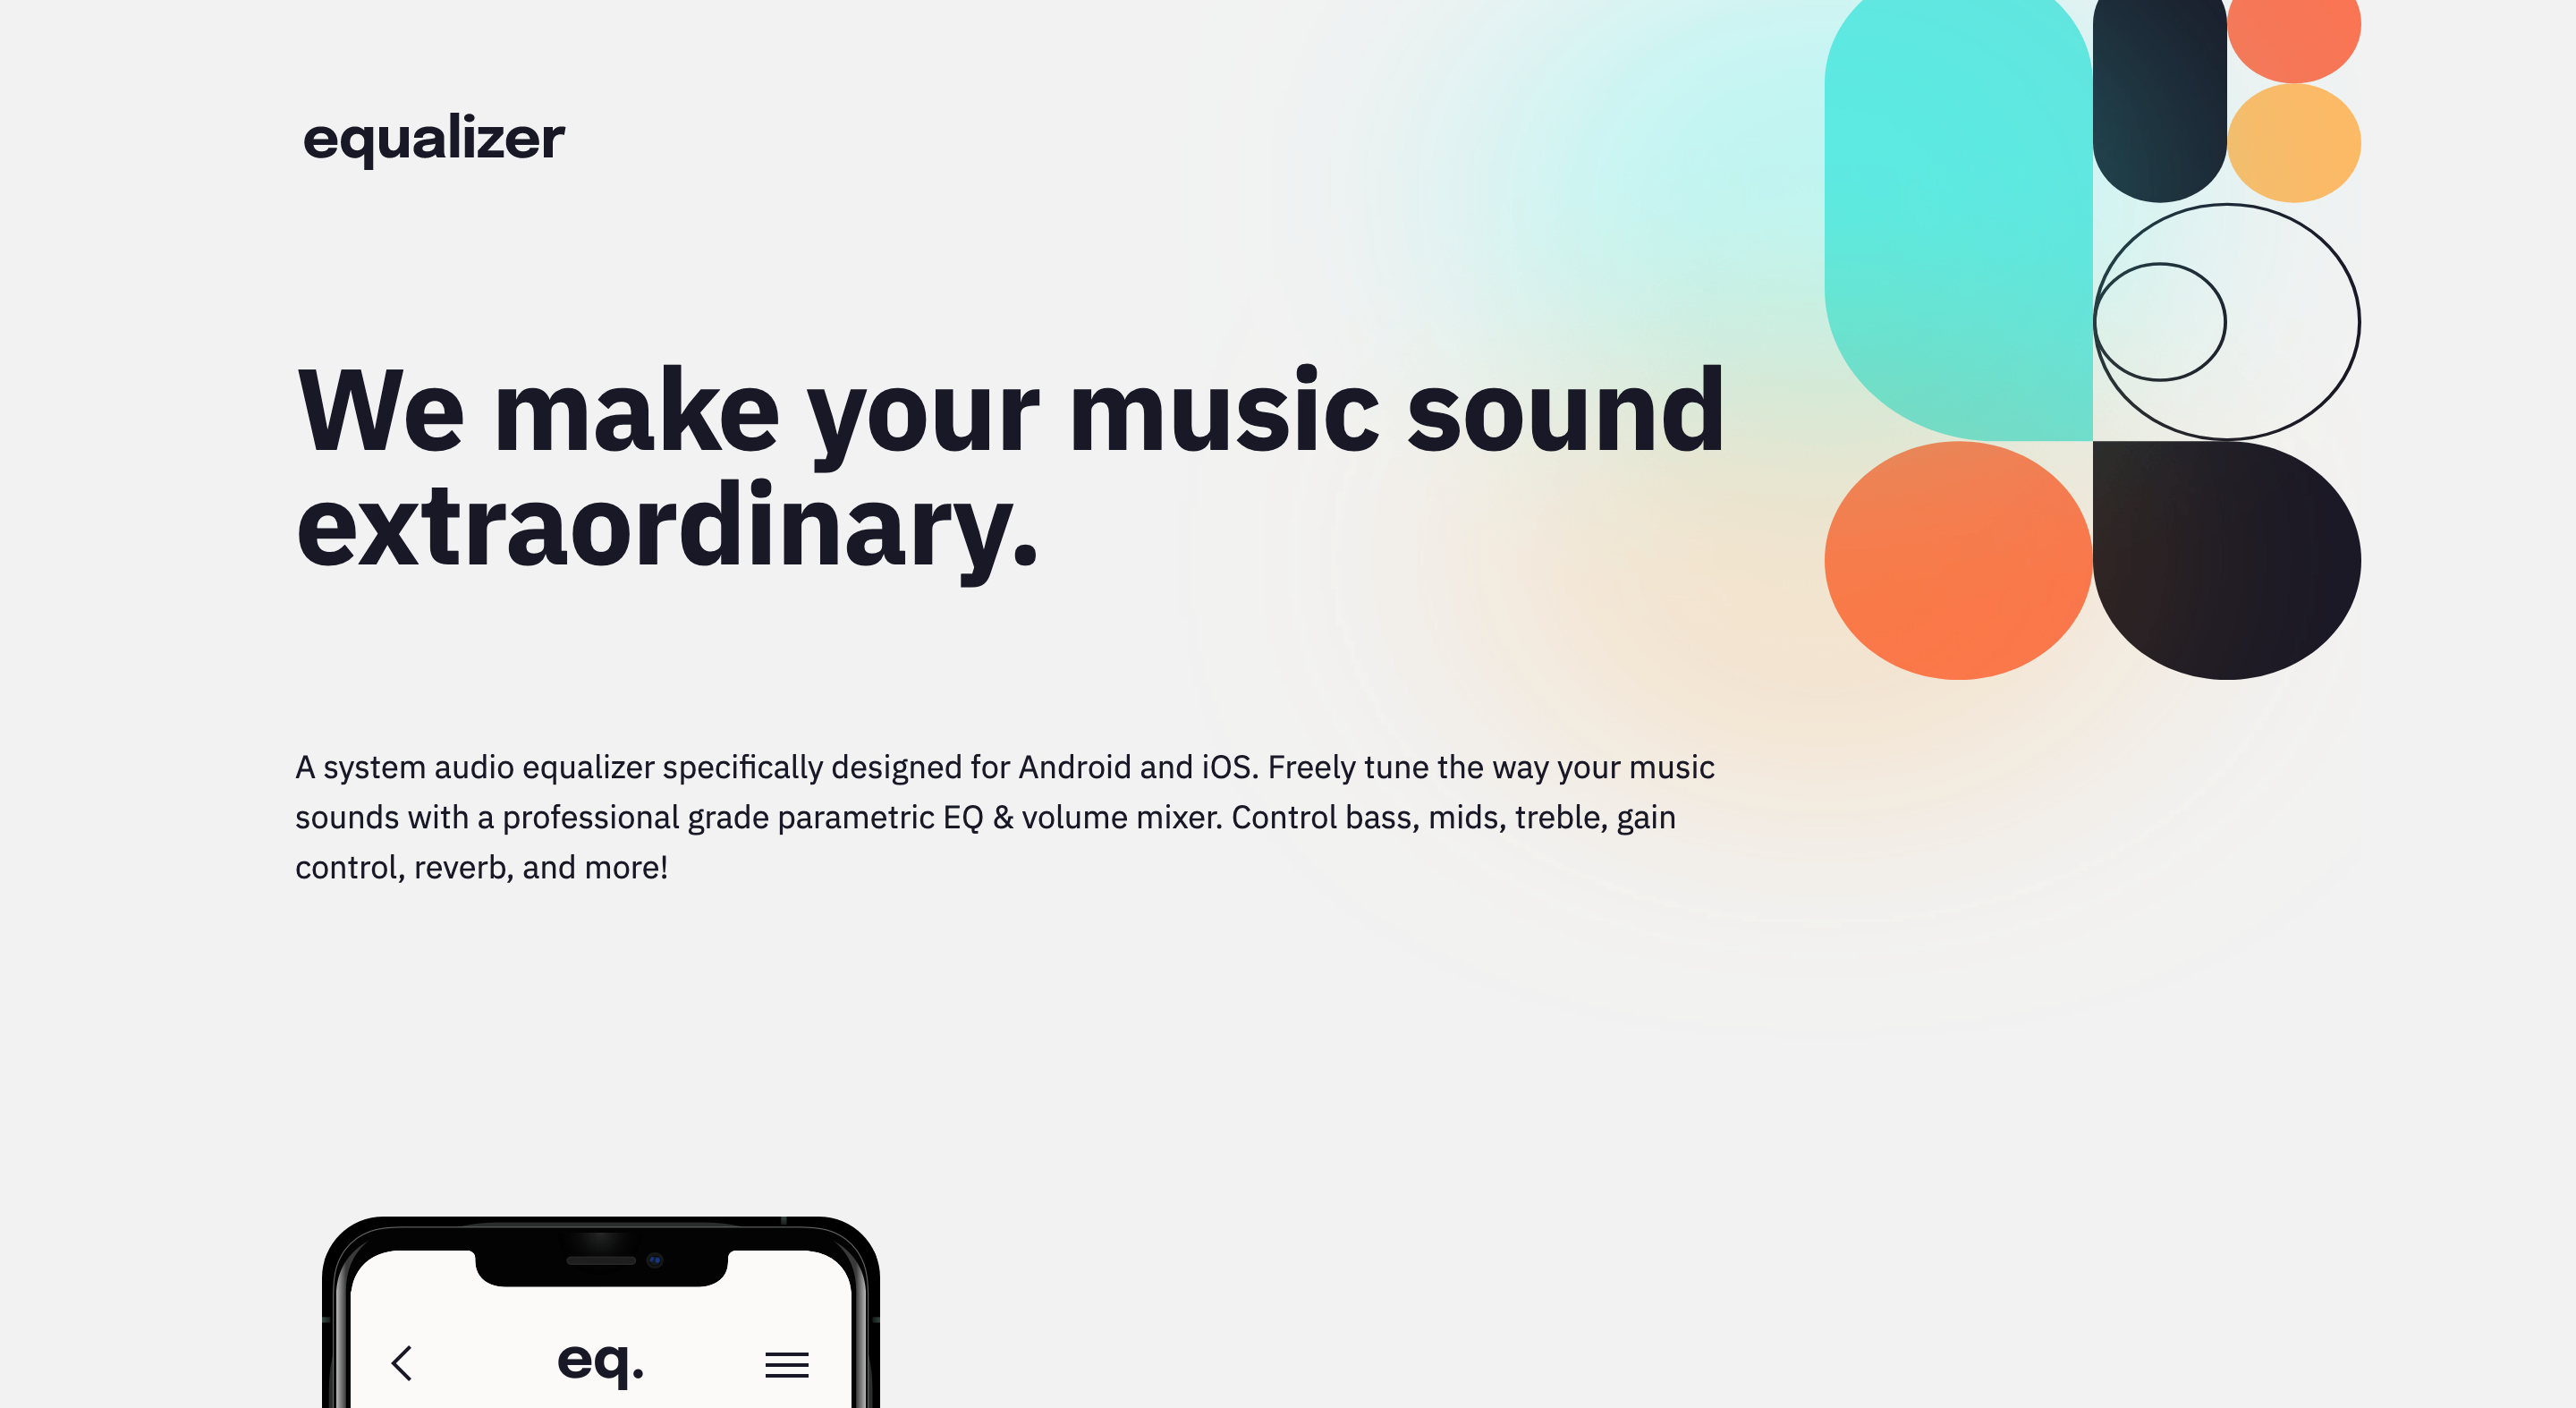 equalizer
We make your music sound
extraordinary.
A system audio equalizer specifically designed for Android and iOS. Freely tune the way your music
sounds with a professional grade parametric EQ & volume mixer. Control bass, mids, treble, gain
control, reverb, and more!
eq.